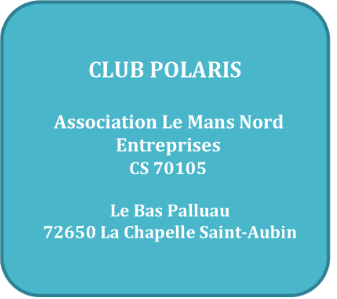 CLUB POLARIS
Association Le Mans Nord
Entreprises
CS 70105
Le Bas Palluau
72650 La Chapelle Saint-Aubin